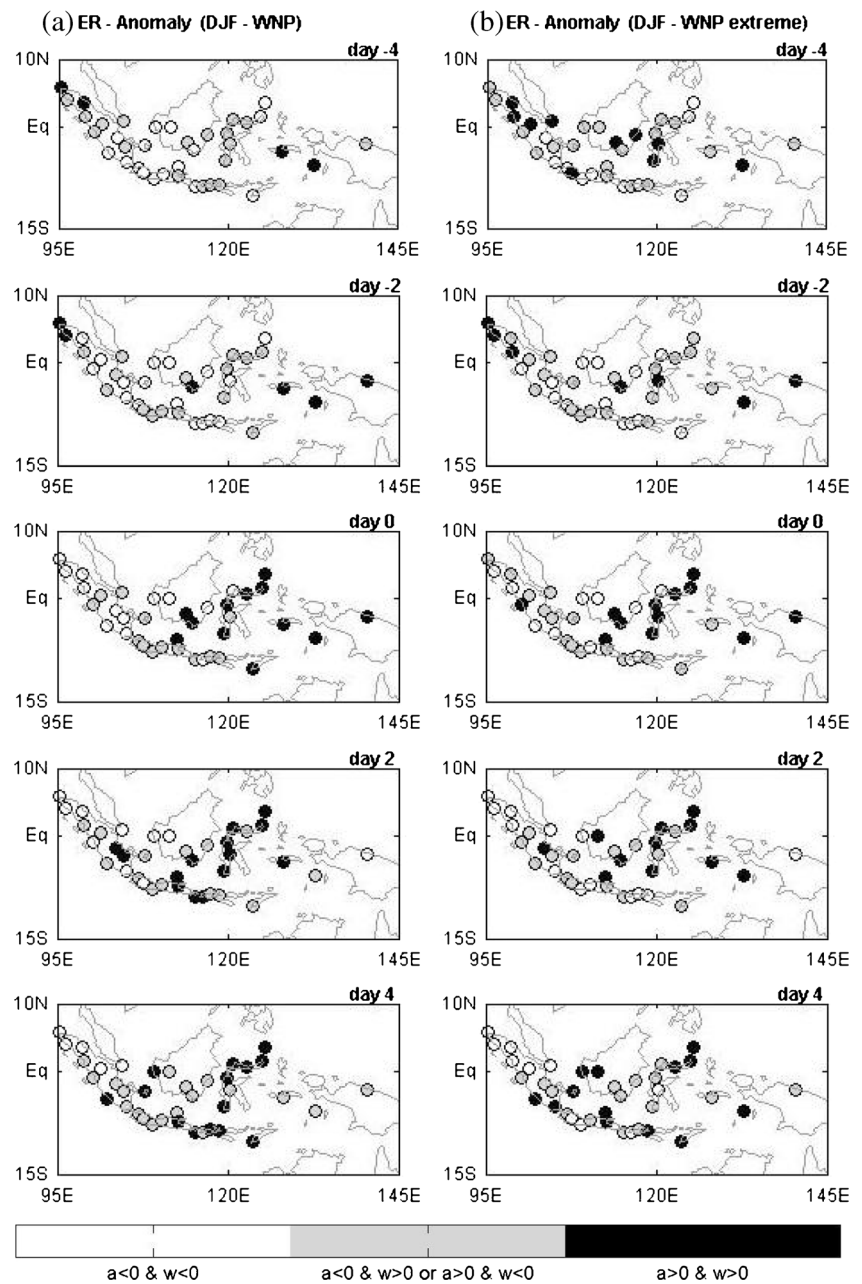 (a) ER - Anomaly (DJF - WNP)
(b) ER - Anomaly (DJF - WNP extreme)
day -4
day -4
10N
10N
Eq
Eq
15S
15S
95E 120E 145E
95E 120E 145E
day -2
day -2
10N
10N
Eq
Eq
15S
15S
95E 120E 145E
95E 120E 145E
day 0
day 0
10N
10N
Eq
Eq
15S
15S
95E 120E 145E
95E 120E 145E
day 2
day 2
10N
10N
Eq
Eq
15S
15S
95E 120E 145E
95E 120E 145E
day 4
day 4
10N
10N
Eq
Eq
15S
15S
95E 120E 145E
95E 120E 145E
a<0 & w<0 a<0 & w>0 or a>0 & w<0 a>0 & w>0